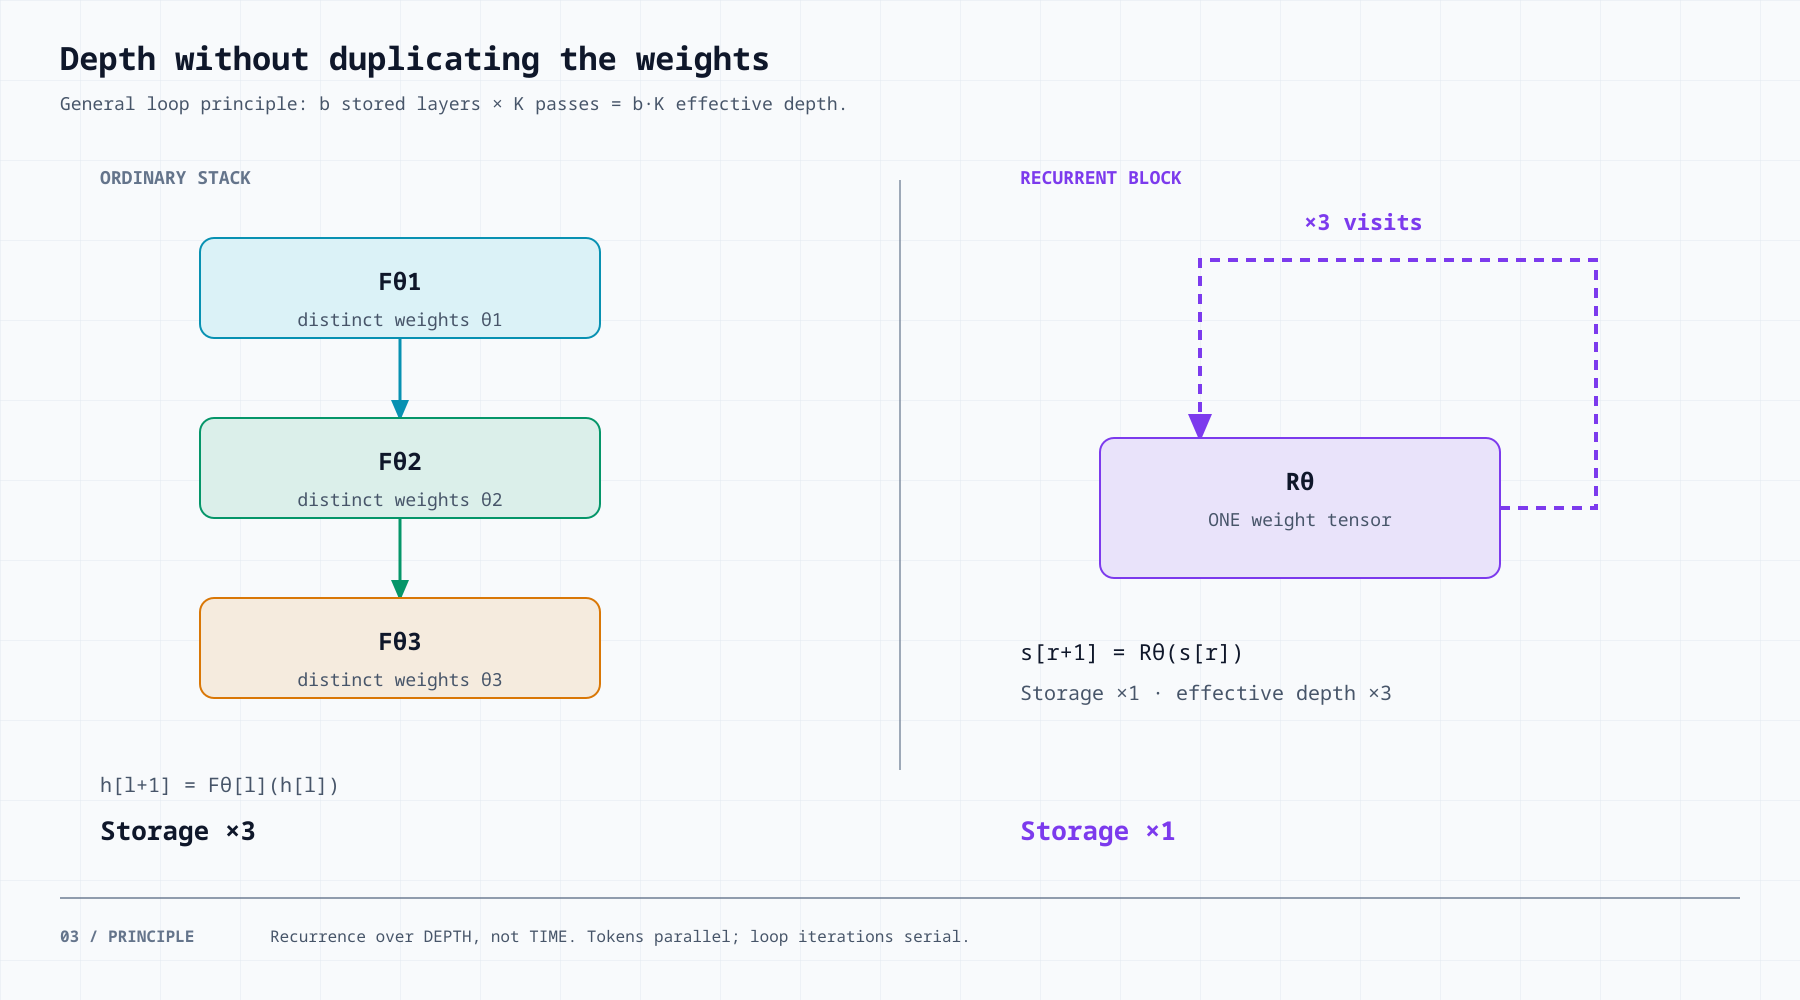 Depth without duplicating the weights
General loop principle: b stored layers × K passes = b·K effective depth.
ORDINARY STACK
Fθ1
distinct weights θ1
Fθ2
distinct weights θ2
Fθ3
distinct weights θ3
h[l+1] = Fθ[l](h[l])
Storage ×3
RECURRENT BLOCK
×3 visits
Rθ
ONE weight tensor
s[r+1] = Rθ(s[r])
Storage ×1 · effective depth ×3
Storage ×1
03 / PRINCIPLE
Recurrence over DEPTH, not TIME. Tokens parallel; loop iterations serial.